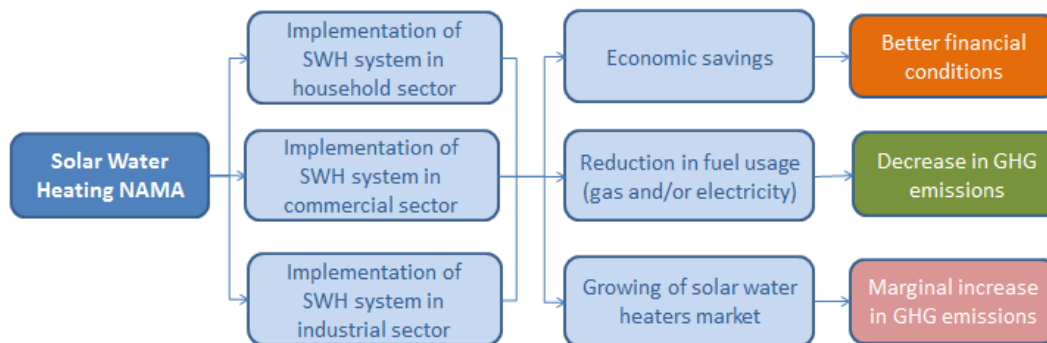 Solar Water
Heating NAMA
Implementation of
SWH system in
household sector
Implementation of
SWH system in
commercial sector
Implementation of
SWH system in
industrial sector
Economic savings
Reduction in fuel usage
(gas and/or electricity)
Growing of solar water
heaters market
Better financial
conditions
Decrease in GHG
emissions
Marginal increase
in GHG emissions